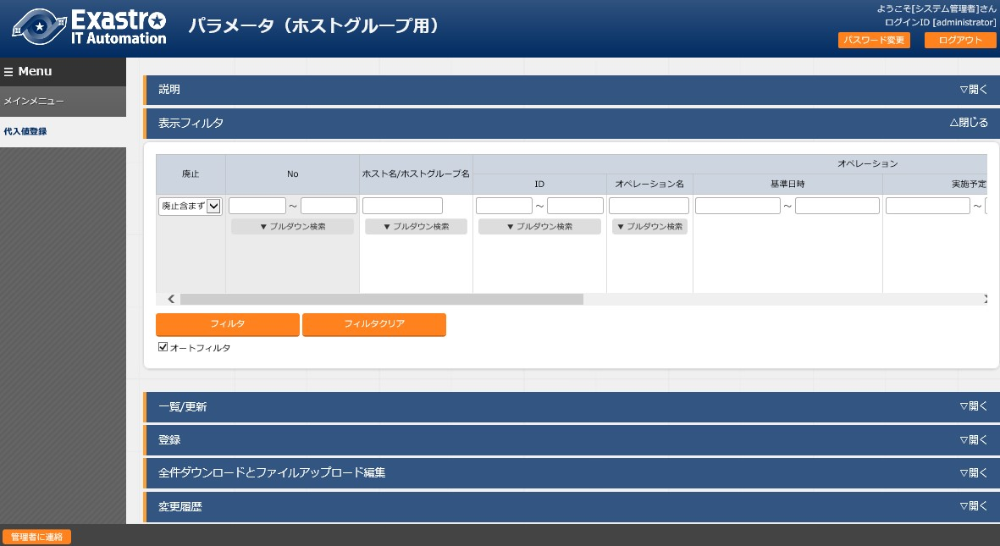 Exastro
IT Automation
パラメータ（ホストグループ用）
ようこそ[システム管理者]さん
ログインID [administrator]
パスワード変更
ログアウト
Menu
メインメニュー
代入値登録
説明
▽開く
表示フィルタ
△閉じる
廃止
No
ホスト名/ホストグループ名
オペレーション
ID
オペレーション名
基準日時
実施予定
廃止含まず
～
～
～
～
▼ プルダウン検索
▼ プルダウン検索
▼ プルダウン検索
▼ プルダウン検索
フィルタ
フィルタクリア
オートフィルタ
一覧/更新
▽開く
登録
▽開く
全件ダウンロードとファイルアップロード編集
▽開く
変更履歴
▽開く
管理者に連絡